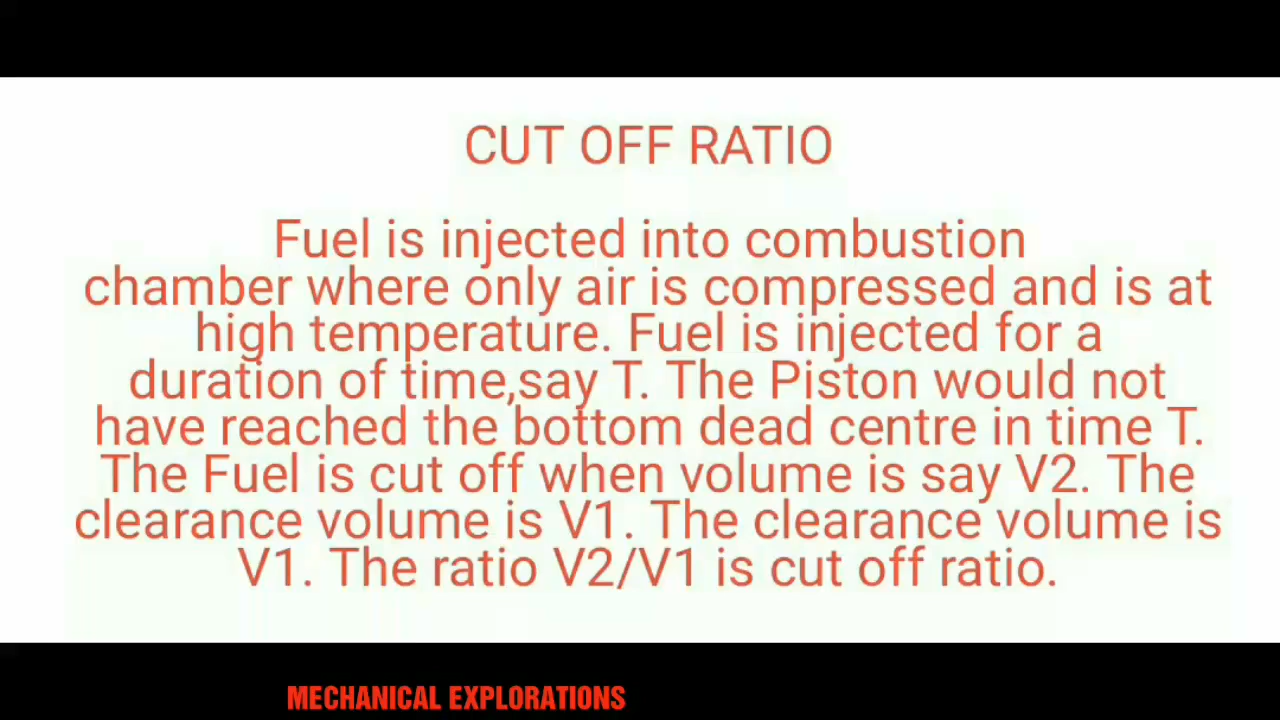 CUT OFF RATIO
Fuel is injected into combustion
chamber where only air is compressed and is at
high temperature. Fuel is injected for a
duration of time,say T. The Piston would not
have reached the bottom dead centre in time T.
The Fuel is cut off when volume is say V2. The
clearance volume is V1. The clearance volume is
V1. The ratio V2/V1 is cut off ratio.
MECHANICAL EXPLORATIONS